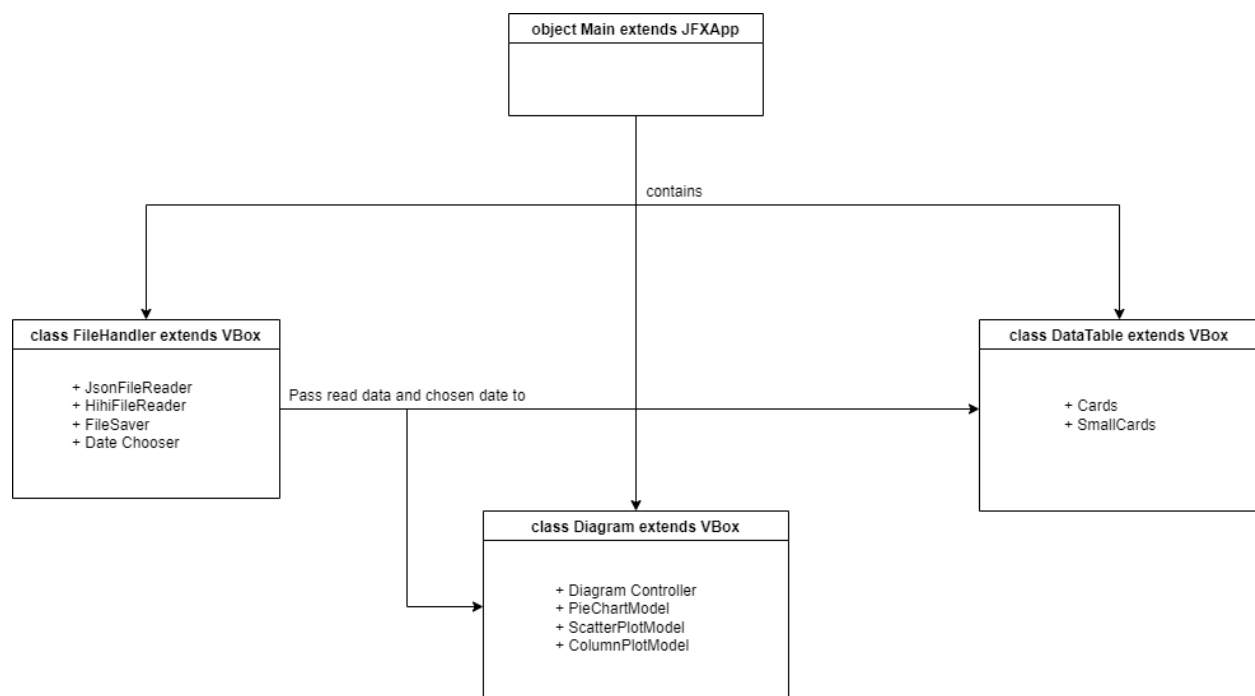 object Main extends JFXApp
contains
class FileHandler extends VBox
+ JsonFileReader
+ HihiFileReader
+ FileSaver
+ Date Chooser
Pass read data and chosen date to
class DataTable extends VBox
+ Cards
+ SmallCards
class Diagram extends VBox
+ Diagram Controller
+ PieChartModel
+ ScatterPlotModel
+ ColumnPlotModel